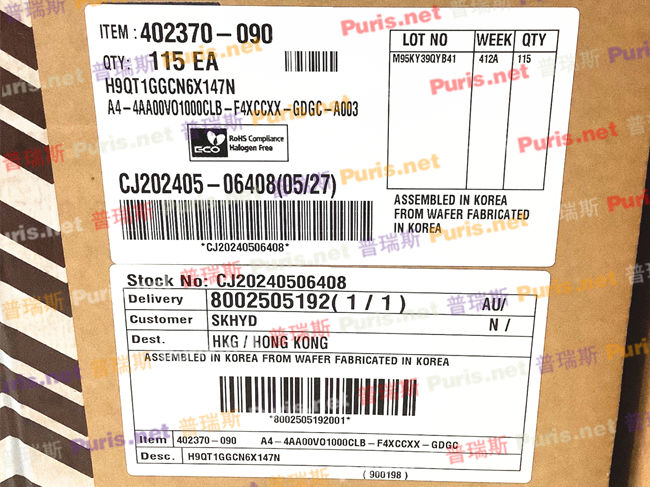 ITEM : 402370-090
QTY: 115 EA
H9QT1GGCN6X147N
A4-4AA00VO1000CLB-F4XCCXX-GDGC-A003
ECO RoHS Compliance
Halogen Free
CJ202405-06408(05/27)
*CJ20240506408*
LOT NO WEEK QTY
M95KY39QYB41 412A 115
ASSEMBLED IN KOREA
FROM WAFER FABRICATED
IN KOREA
Stock No: CJ20240506408
Delivery 8002505192( 1 / 1 ) AU/
Customer SKHYD N /
Dest. HKG / HONG KONG
ASSEMBLED IN KOREA FROM WAFER FABRICATED IN KOREA
*8002505192001*
Item 402370-090 A4-4AA00VO1000CLB-F4XCCXX-GDGC
Desc. H9QT1GGCN6X147N
( 900198 )
普瑞斯 Puris.net